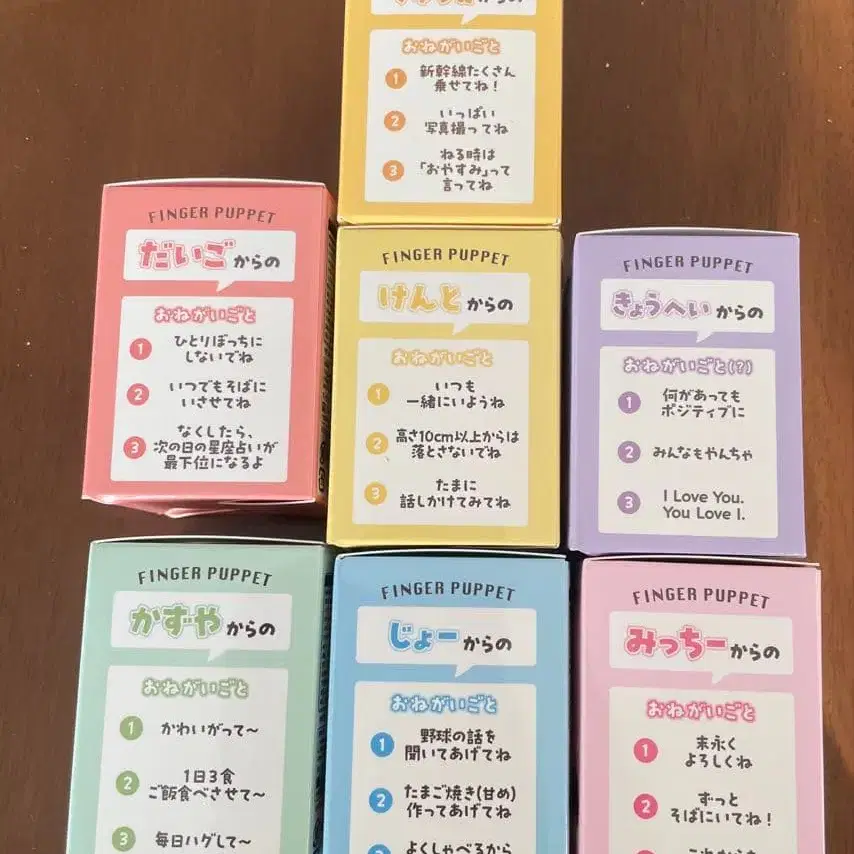 からの
おねがいごと
1 新幹線たくさん
乗せてね！
2 いっぱい
写真撮ってね
3 ねる時は
「おやすみ」って
言ってね
FINGER PUPPET
だいごからの
おねがいごと
1 ひとりぼっちに
しないでね
2 いつでもそばに
いさせてね
3 なくしたら、
次の日の星座占いが
最下位になるよ
FINGER PUPPET
けんとからの
おねがいごと
1 いつも
一緒にいようね
2 高さ10cm以上からは
落とさないでね
3 たまに
話しかけてみてね
FINGER PUPPET
きょうへいからの
おねがいごと(?)
1 何があっても
ポジティブに
2 みんなもやんちゃ
3 I Love You.
You Love I.
FINGER PUPPET
かずやからの
おねがいごと
1 かわいがって〜
2 1日3食
ご飯食べさせて〜
3 毎日ハグして〜
FINGER PUPPET
じょーからの
おねがいごと
1 野球の話を
聞いてあげてね
2 たまご焼き(甘め)
作ってあげてね
よくしゃべるから
FINGER PUPPET
みっちーからの
おねがいごと
1 末永く
よろしくね
2 ずっと
そばにいてね！